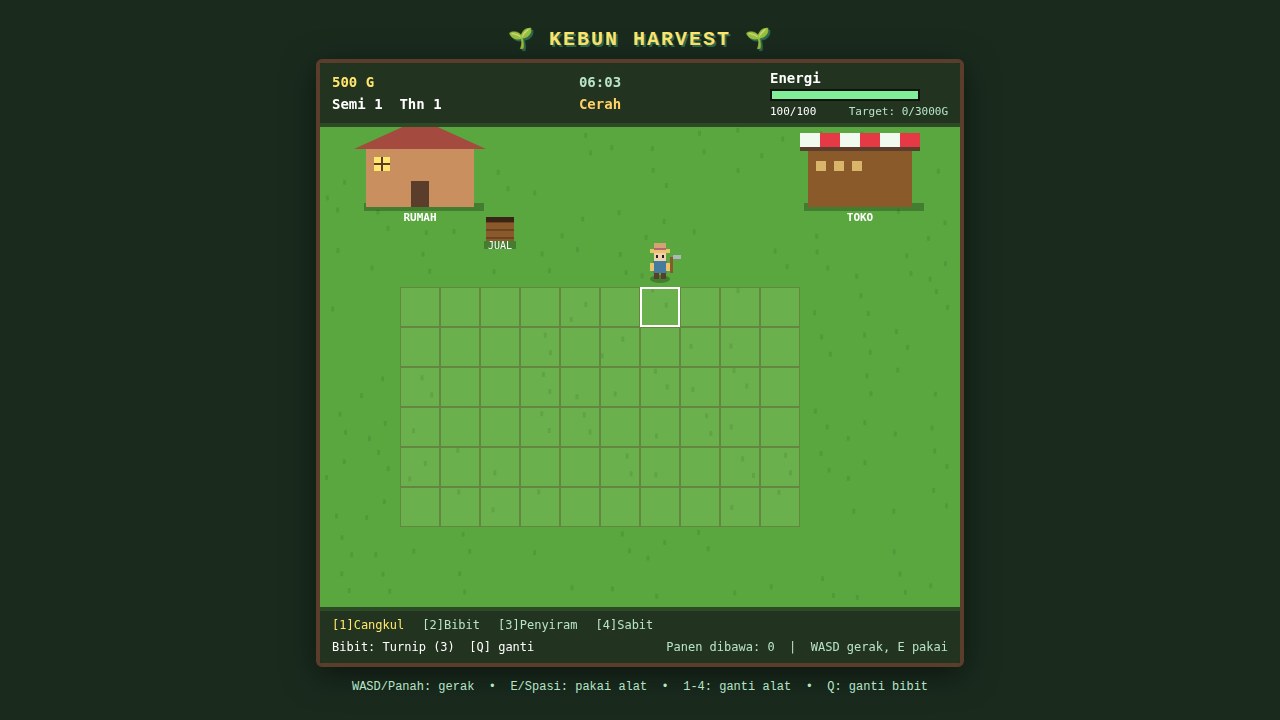 🌱 KEBUN HARVEST 🌱
500 G
06:03
Energi
Semi 1 Thn 1
Cerah
100/100 Target: 0/3000G
RUMAH
TOKO
JUAL
[1]Cangkul [2]Bibit [3]Penyiram [4]Sabit
Bibit: Turnip (3) [Q] ganti
Panen dibawa: 0 | WASD gerak, E pakai
WASD/Panah: gerak • E/Spasi: pakai alat • 1-4: ganti alat • Q: ganti bibit